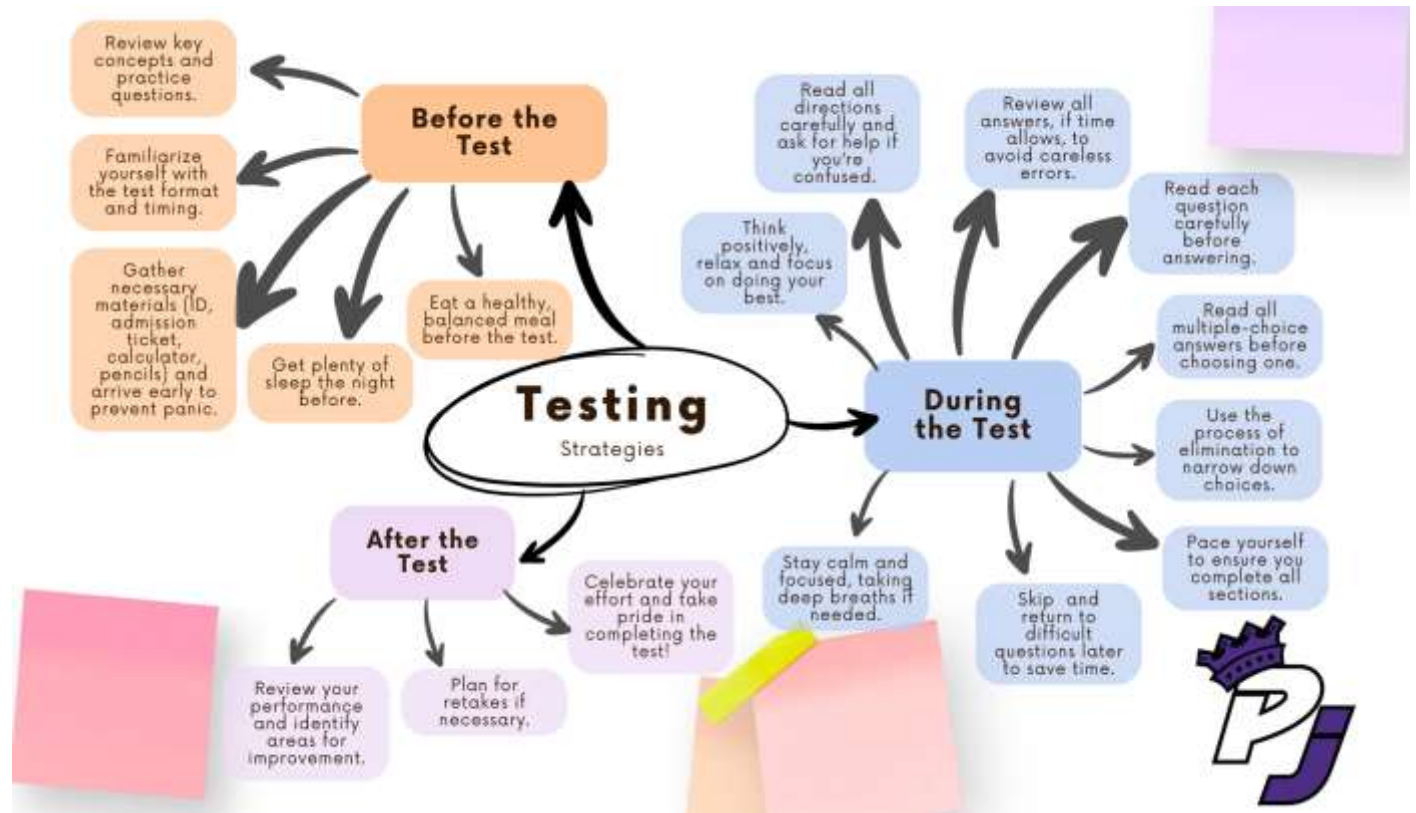 Testing
Strategies
Before the
Test
Review key
concepts and
practice
questions.
Familiarize
yourself with
the test format
and timing.
Gather
necessary
materials (ID,
admission
ticket,
calculator,
pencils) and
arrive early to
prevent panic.
Get plenty of
sleep the night
before.
Eat a healthy,
balanced meal
before the test.
During
the Test
Think
positively,
relax and focus
on doing your
best.
Read all
directions
carefully and
ask for help if
you're
confused.
Review all
answers, if time
allows, to
avoid careless
errors.
Read each
question
carefully
before
answering.
Read all
multiple-choice
answers before
choosing one.
Use the
process of
elimination to
narrow down
choices.
Pace yourself
to ensure you
complete all
sections.
Skip and
return to
difficult
questions later
to save time.
Stay calm and
focused, taking
deep breaths if
needed.
After the
Test
Celebrate your
effort and take
pride in
completing the
test!
Plan for
retakes if
necessary.
Review your
performance
and identify
areas for
improvement.
PJ